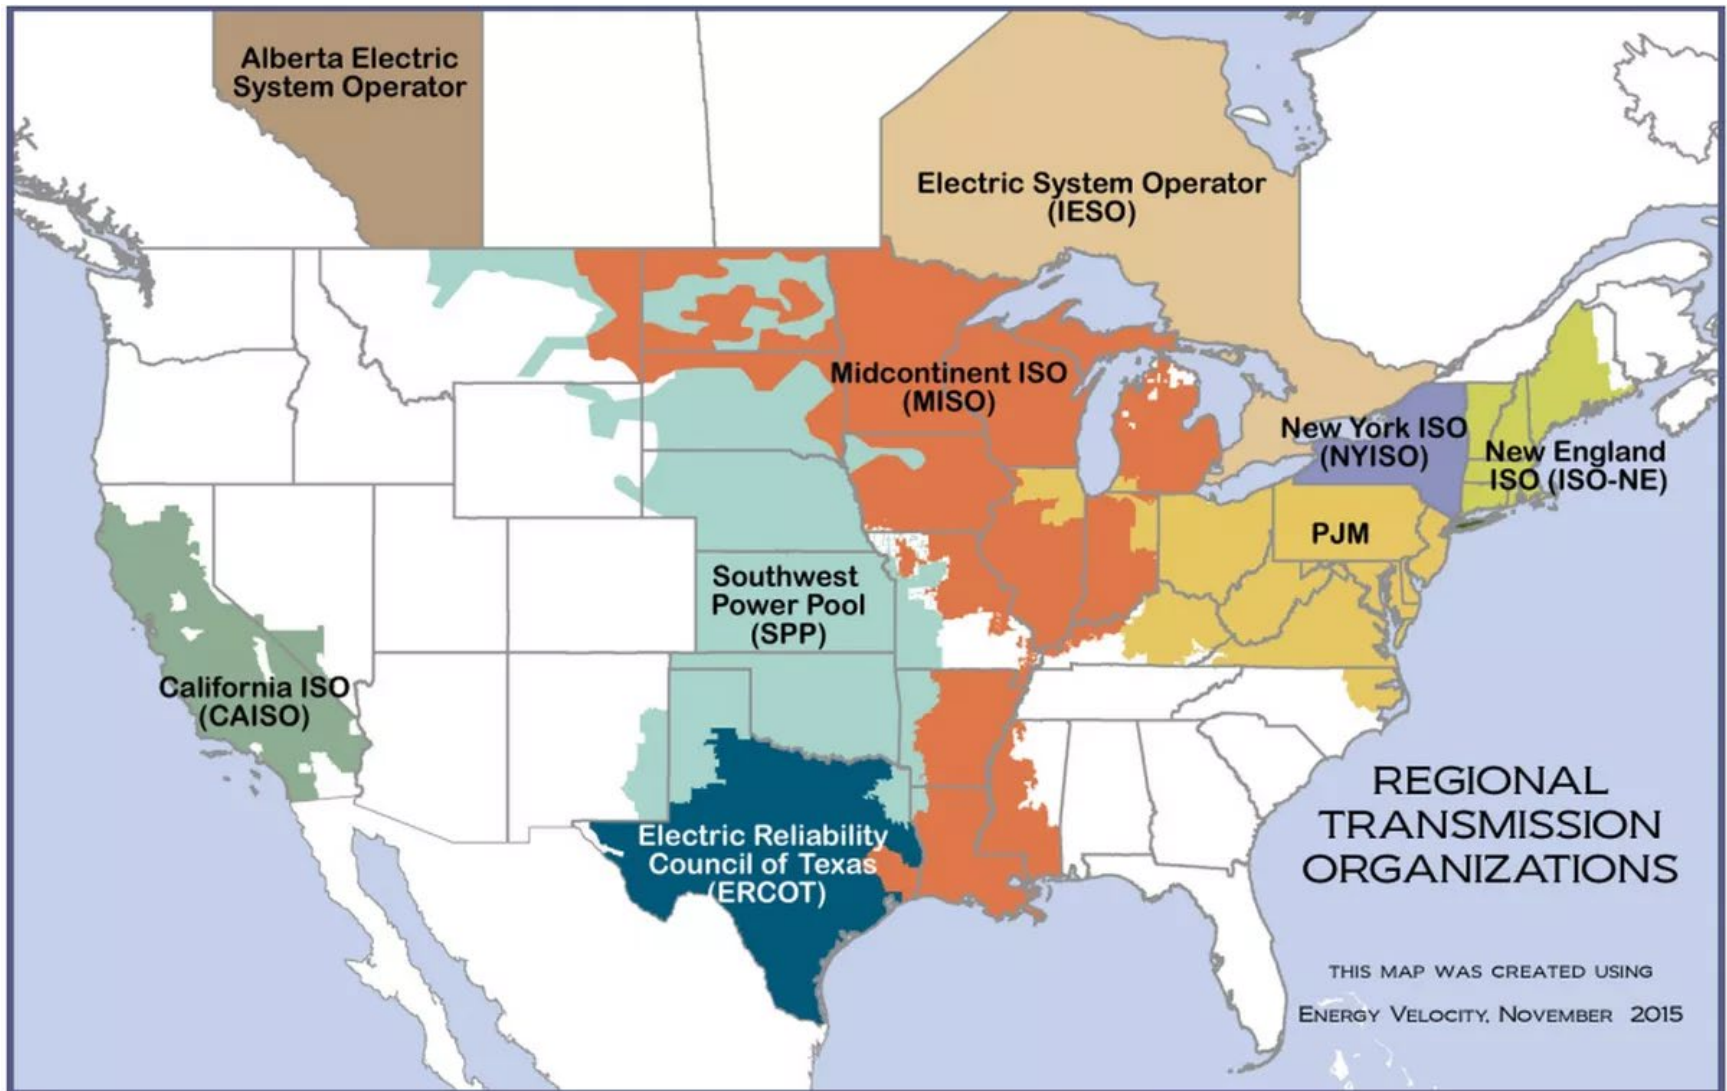 Alberta Electric
System Operator
Electric System Operator
(IESO)
Midcontinent ISO
(MISO)
New York ISO
(NYISO)
New England
ISO (ISO-NE)
PJM
Southwest
Power Pool
(SPP)
California ISO
(CAISO)
Electric Reliability
Council of Texas
(ERCOT)
REGIONAL
TRANSMISSION
ORGANIZATIONS
THIS MAP WAS CREATED USING
ENERGY VELOCITY, NOVEMBER 2015